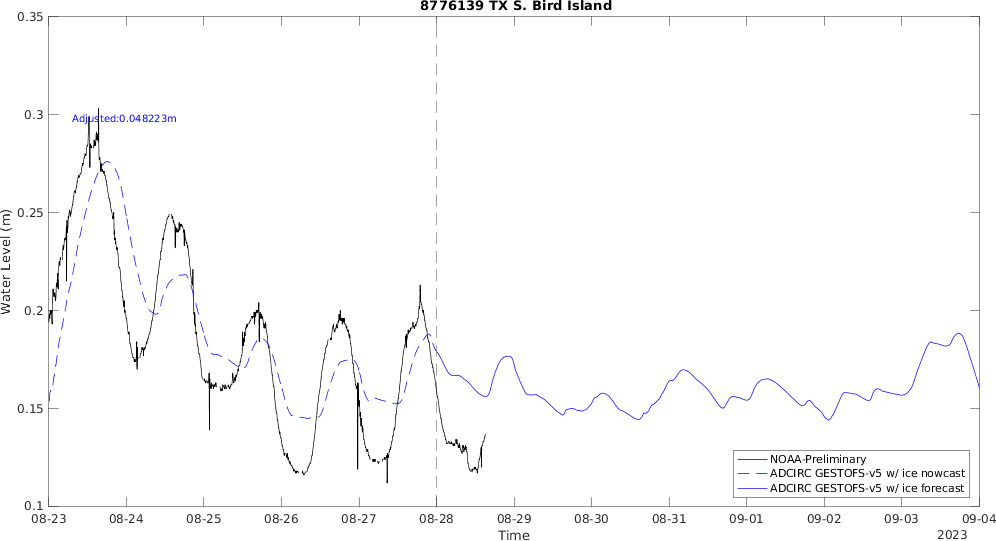 8776139 TX S. Bird Island
0.35
0.3
0.25
0.2
0.15
0.1
Water Level (m)
Adjusted:0.048223m
NOAA-Preliminary
ADCIRC GESTOFS-v5 w/ ice nowcast
ADCIRC GESTOFS-v5 w/ ice forecast
08-23 08-24 08-25 08-26 08-27 08-28 08-29 08-30 08-31 09-01 09-02 09-03 09-04
Time
2023